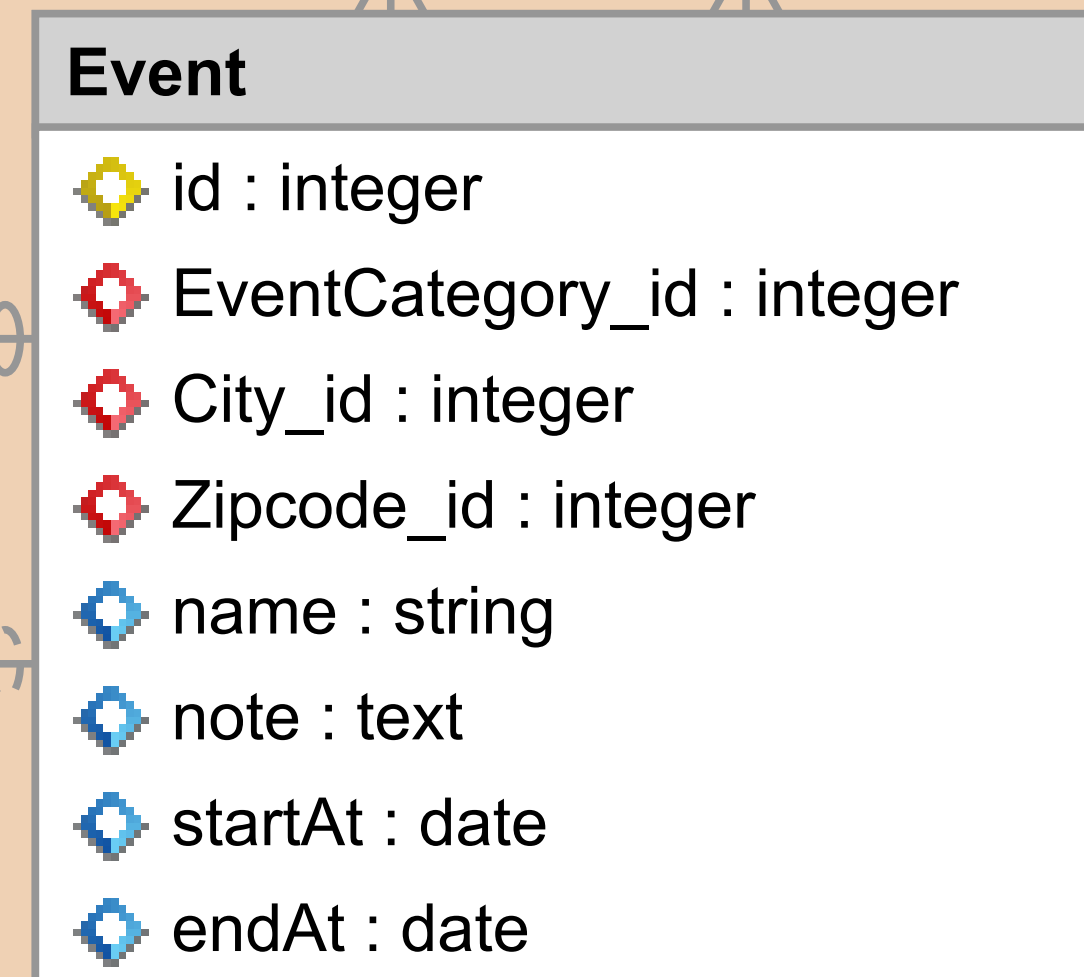 Event
id : integer
EventCategory_id : integer
City_id : integer
Zipcode_id : integer
name : string
note : text
startAt : date
endAt : date